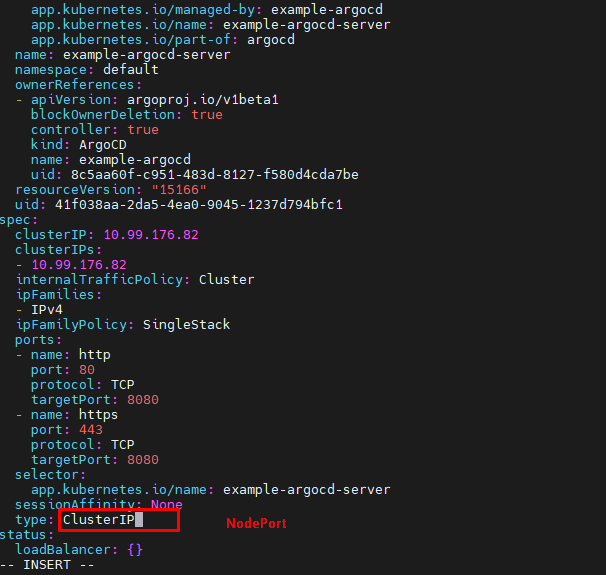 app.kubernetes.io/managed-by: example-argocd
app.kubernetes.io/name: example-argocd-server
app.kubernetes.io/part-of: argocd
name: example-argocd-server
namespace: default
ownerReferences:
- apiVersion: argoproj.io/v1beta1
blockOwnerDeletion: true
controller: true
kind: ArgoCD
name: example-argocd
uid: 8c5aa60f-c951-483d-8127-f580d4cda7be
resourceVersion: "15166"
uid: 41f038aa-2da5-4ea0-9045-1237d794bfc1
spec:
clusterIP: 10.99.176.82
clusterIPs:
- 10.99.176.82
internalTrafficPolicy: Cluster
ipFamilies:
- IPv4
ipFamilyPolicy: SingleStack
ports:
- name: http
port: 80
protocol: TCP
targetPort: 8080
- name: https
port: 443
protocol: TCP
targetPort: 8080
selector:
app.kubernetes.io/name: example-argocd-server
sessionAffinity: None
type: ClusterIP NodePort
status:
loadBalancer: {}
-- INSERT --